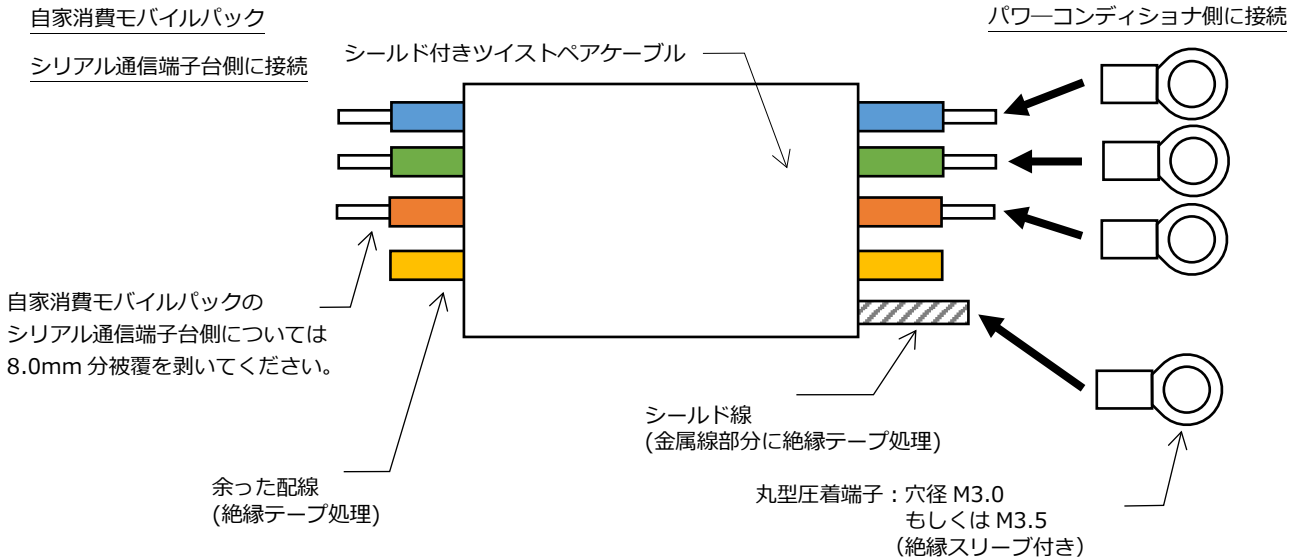 自家消費モバイルパック
シリアル通信端子台側に接続
シールド付きツイストペアケーブル
パワーコンディショナ側に接続
自家消費モバイルパックの
シリアル通信端子台側については
8.0mm 分被覆を剥いてください。
シールド線
(金属線部分に絶縁テープ処理)
余った配線
(絶縁テープ処理)
丸型圧着端子：穴径 M3.0
もしくは M3.5
（絶縁スリーブ付き）